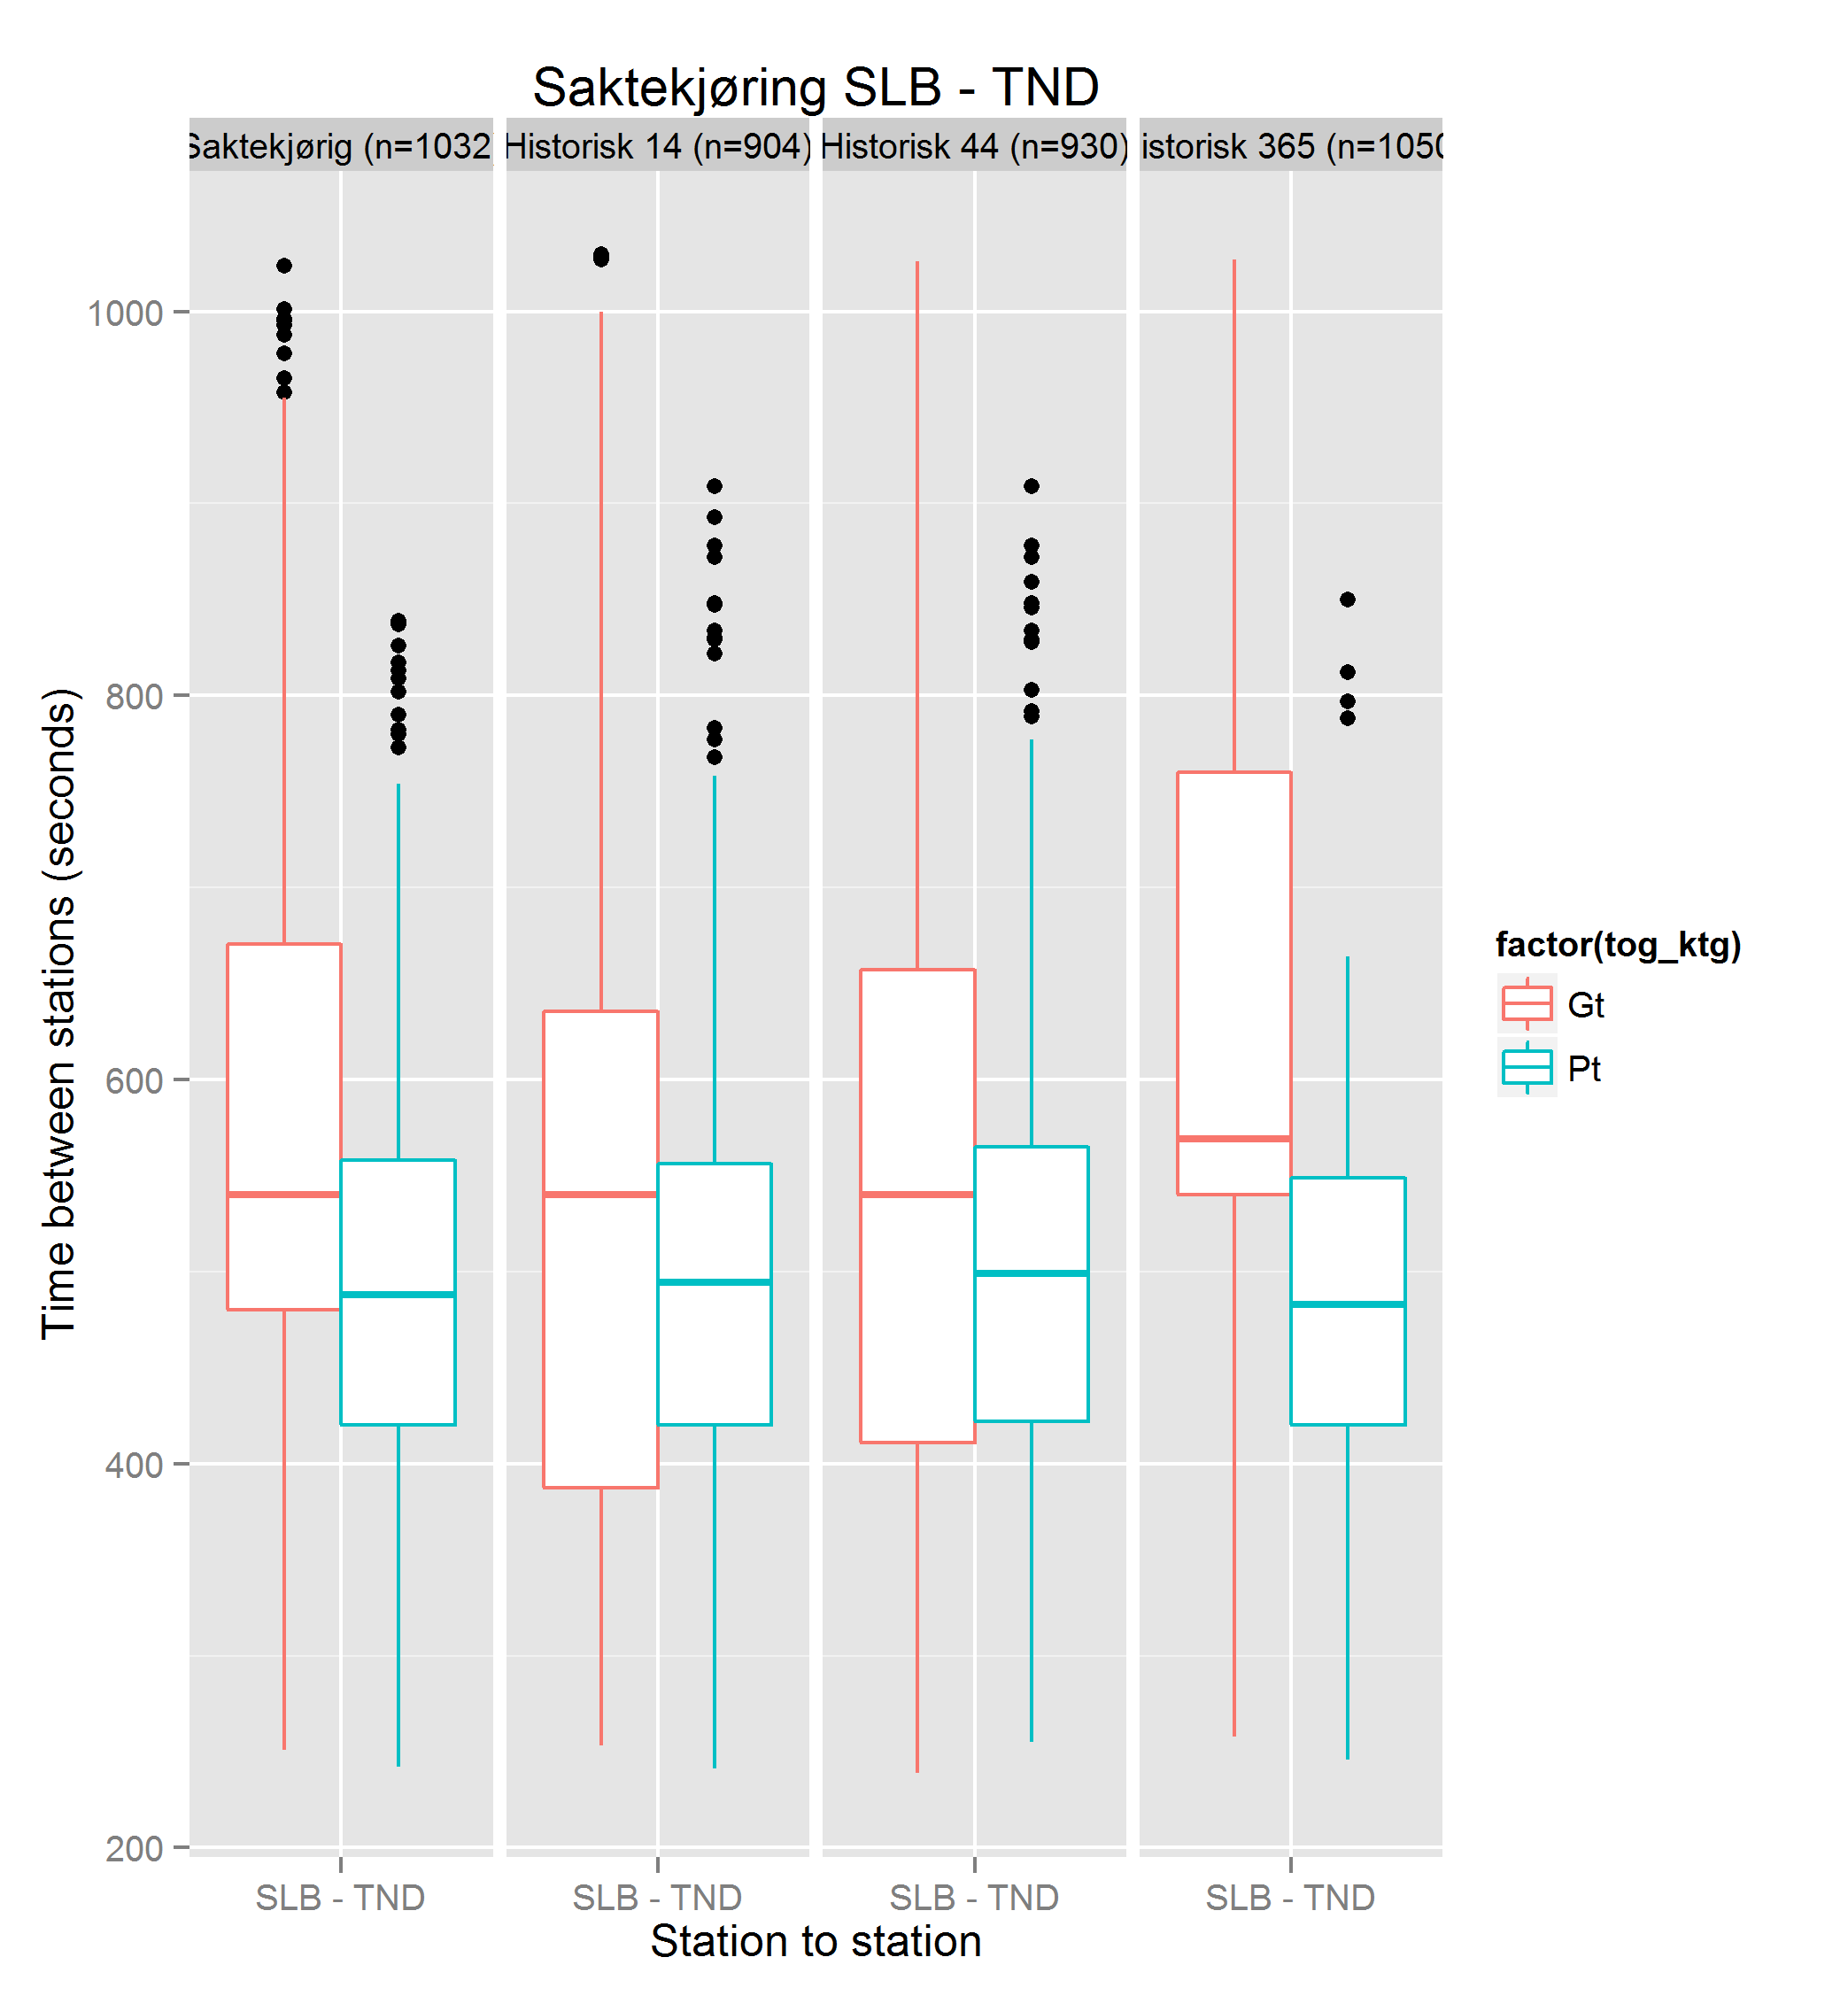 Saktekjøring SLB - TND
Saktekjørig (n=1032) Historisk 14 (n=904) Historisk 44 (n=930) istorisk 365 (n=1050
1000
800
600
400
200
Time between stations (seconds)
SLB - TND SLB - TND SLB - TND SLB - TND
Station to station
factor(tog_ktg)
Gt
Pt